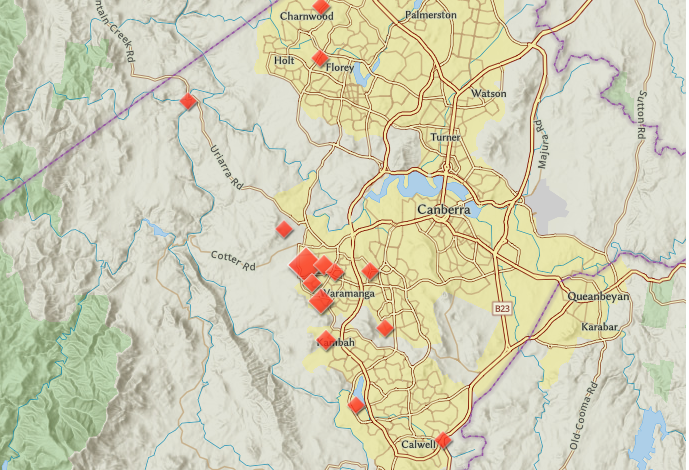 Charnwood
Palmerston
ntain-Creek-Rd
Holt
Florey
Watson
Sutton Rd
Turner
Majura Rd
Uriarra Rd
Canberra
Cotter Rd
Waramanga
Queanbeyan
B23
Karabar
Kambah
Old-Cooma-Rd
Calwell